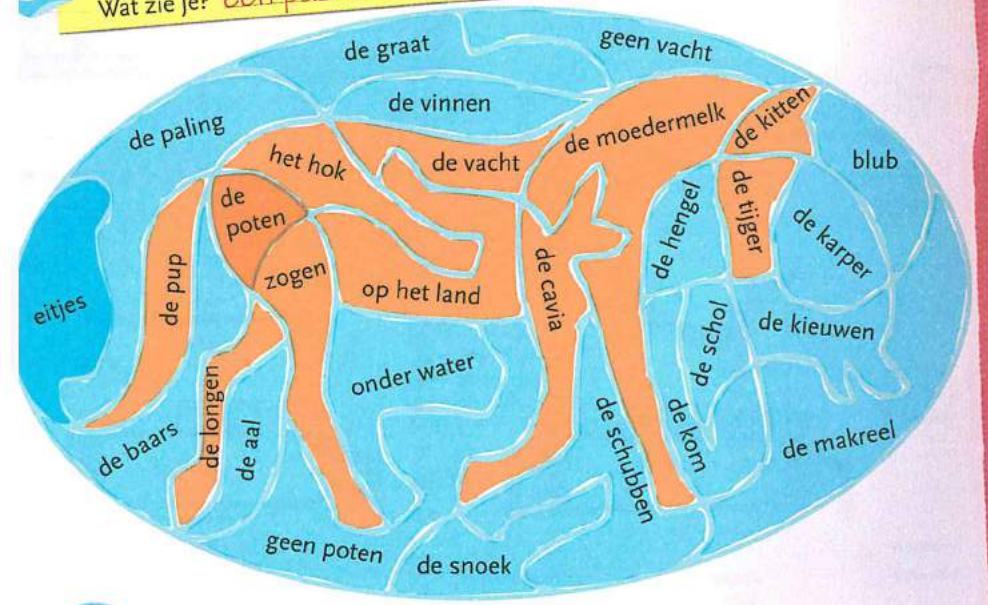 Wat zie je? een
de graat
geen vacht
de vinnen
de paling
de moedermelk
de kitten
het hok
de vacht
blub
de
poten
de hengel
de tijger
de karper
de pup
zogen
op het land
de cavia
eitjes
de schol
de kieuwen
onder water
de longen
de baars
de aal
de schubben
de kom
de makreel
geen poten
de snoek